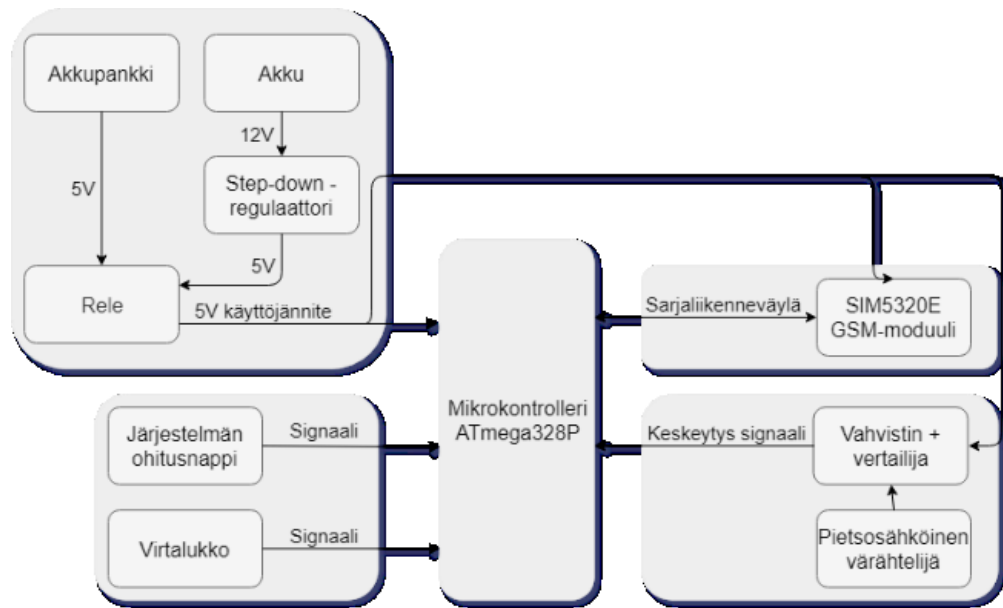 Akkupankki
Akku
12V
5V
Step-down -
regulaattori
5V
Rele
5V käyttöjännite
Sarjaliikenneväylä
SIM5320E
GSM-moduuli
Mikrokontrolleri
ATmega328P
Järjestelmän
ohitusnappi
Signaali
Keskeytys signaali
Vahvistin +
vertailija
Virtalukko
Signaali
Pietsosähköinen
värähtelijä